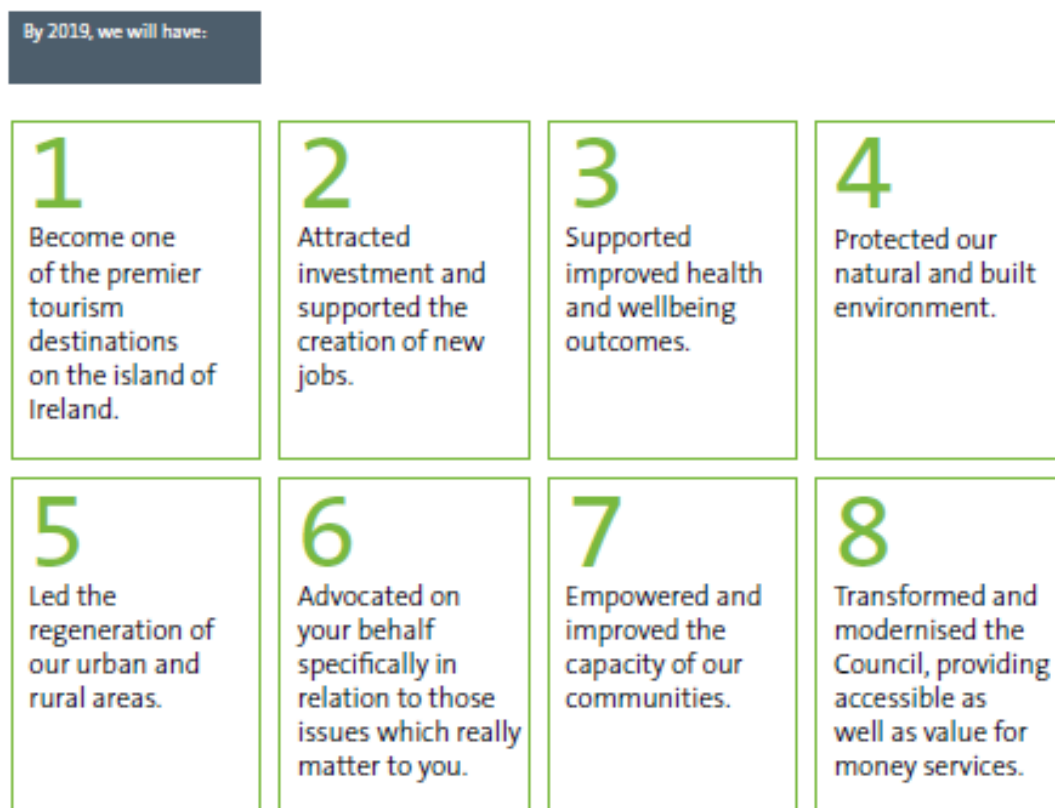 By 2019, we will have:
1
Become one
of the premier
tourism
destinations
on the island of
Ireland.
2
Attracted
investment and
supported the
creation of new
jobs.
3
Supported
improved health
and wellbeing
outcomes.
4
Protected our
natural and built
environment.
5
Led the
regeneration of
our urban and
rural areas.
6
Advocated on
your behalf
specifically in
relation to those
issues which really
matter to you.
7
Empowered and
improved the
capacity of our
communities.
8
Transformed and
modernised the
Council, providing
accessible as
well as value for
money services.